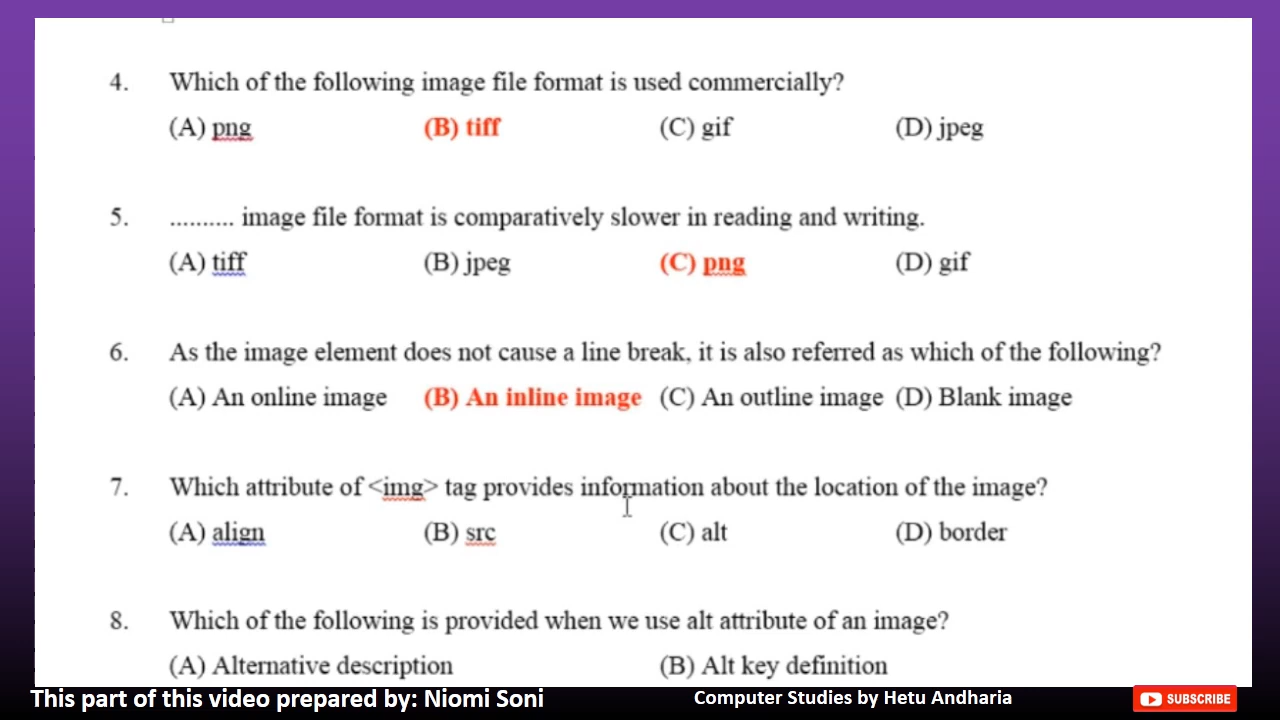 4. Which of the following image file format is used commercially?
(A) png (B) tiff (C) gif (D) jpeg
5. .......... image file format is comparatively slower in reading and writing.
(A) tiff (B) jpeg (C) png (D) gif
6. As the image element does not cause a line break, it is also referred as which of the following?
(A) An online image (B) An inline image (C) An outline image (D) Blank image
7. Which attribute of <img> tag provides information about the location of the image?
(A) align (B) src (C) alt (D) border
8. Which of the following is provided when we use alt attribute of an image?
(A) Alternative description (B) Alt key definition
This part of this video prepared by: Niomi Soni Computer Studies by Hetu Andharia SUBSCRIBE